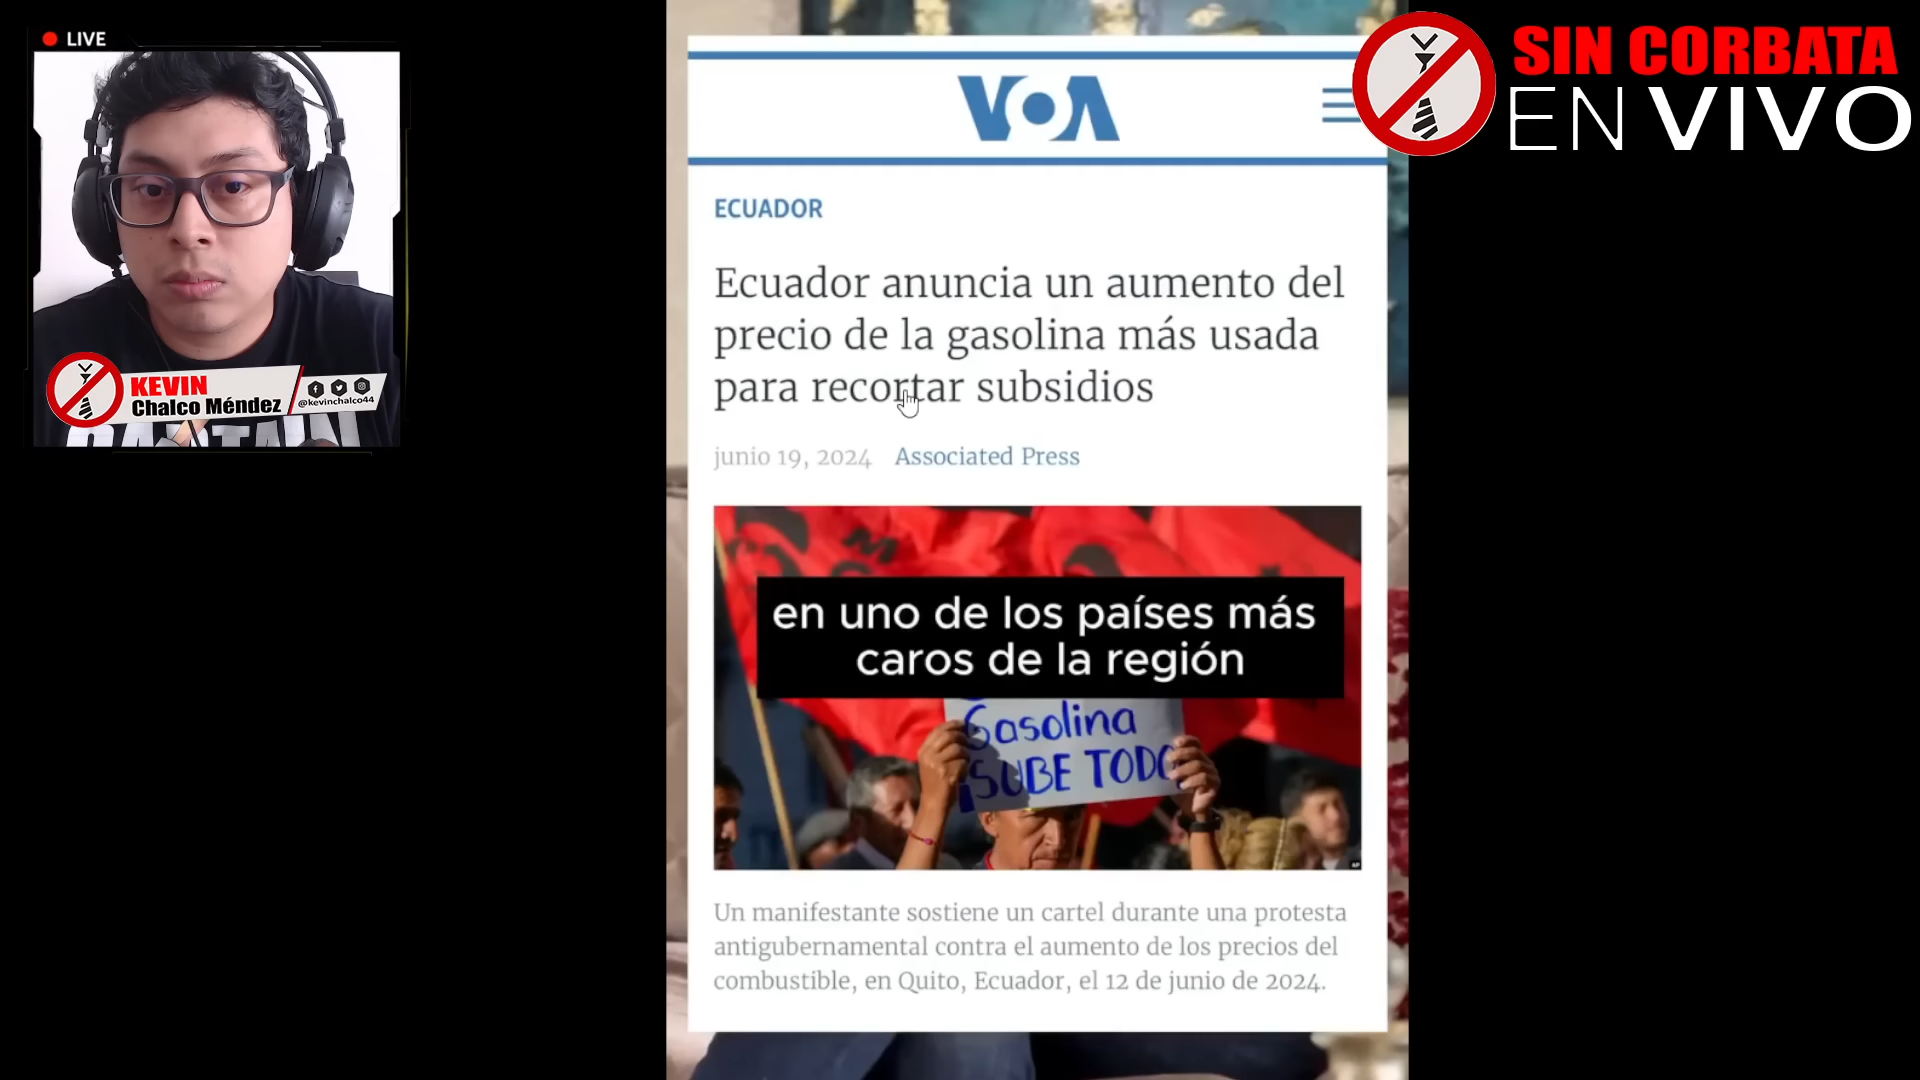 LIVE
KEVIN
Chalco Méndez
@kevinchalco44
SIN CORBATA
EN VIVO
VOA
ECUADOR
Ecuador anuncia un aumento del
precio de la gasolina más usada
para recortar subsidios
junio 19, 2024 Associated Press
en uno de los países más
caros de la región
Gasolina
¡SUBE TODO
AP
Un manifestante sostiene un cartel durante una protesta
antigubernamental contra el aumento de los precios del
combustible, en Quito, Ecuador, el 12 de junio de 2024.